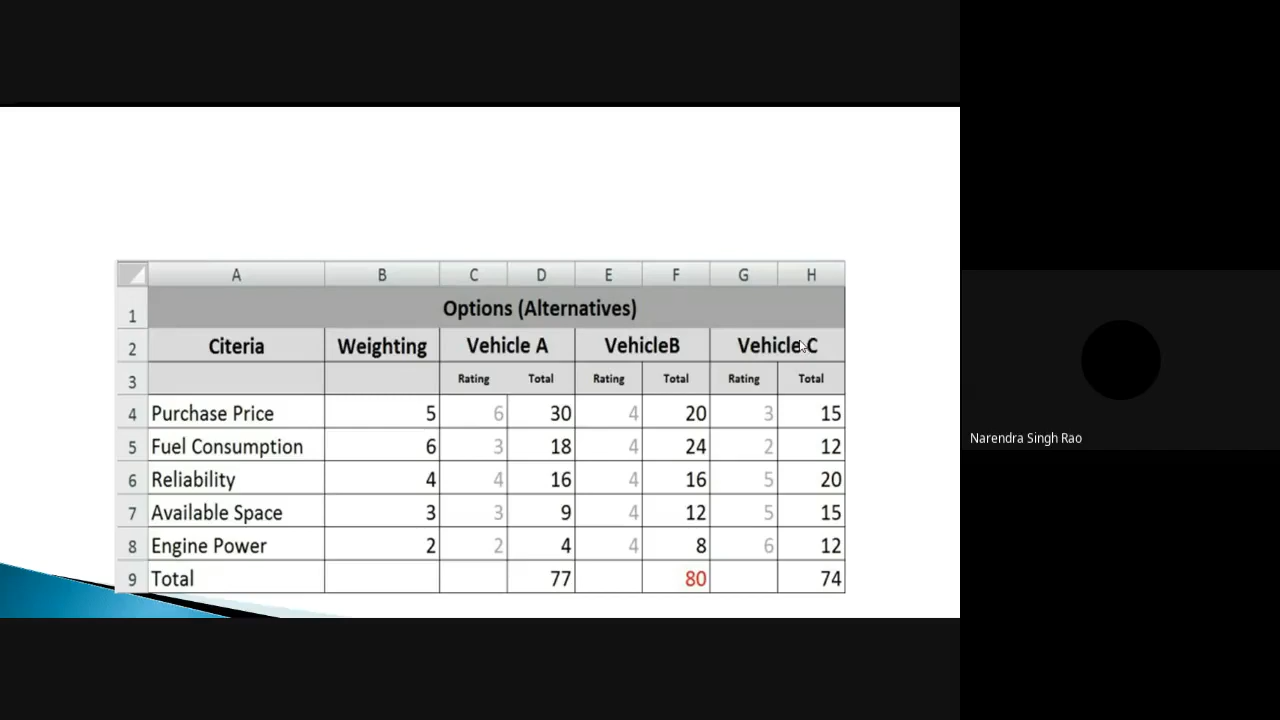 A B C D E F G H
1 Options (Alternatives)
2 Citeria Weighting Vehicle A VehicleB Vehicle C
3 Rating Total Rating Total Rating Total
4 Purchase Price 5 6 30 4 20 3 15
5 Fuel Consumption 6 3 18 4 24 2 12
6 Reliability 4 4 16 4 16 5 20
7 Available Space 3 3 9 4 12 5 15
8 Engine Power 2 2 4 4 8 6 12
9 Total 77 80 74
Narendra Singh Rao